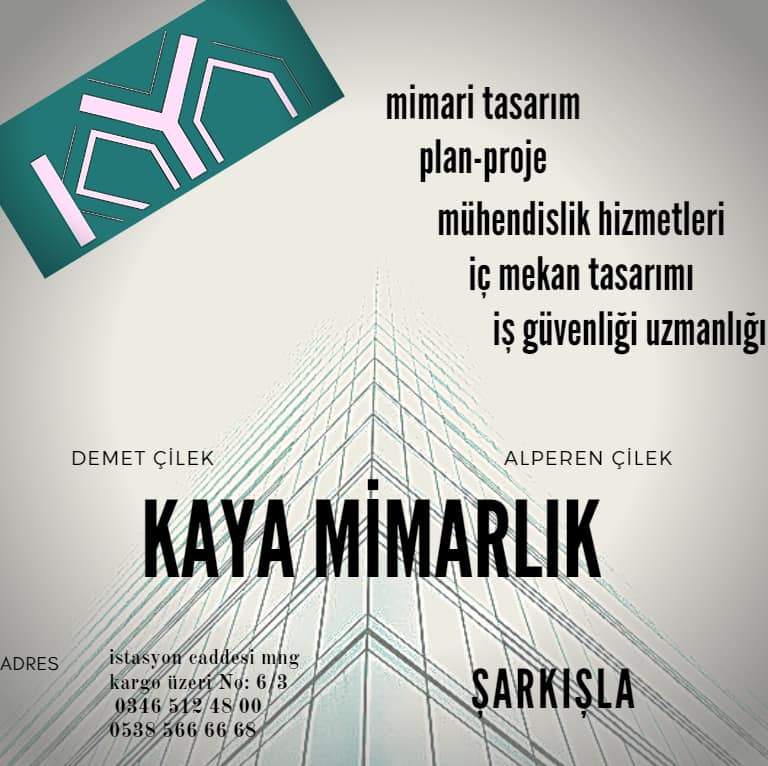 KAYA
mimari tasarım
plan-proje
mühendislik hizmetleri
iç mekan tasarımı
iş güvenliği uzmanlığı
DEMET ÇİLEK
ALPEREN ÇİLEK
KAYA MİMARLIK
ADRES
istasyon caddesi mng
kargo üzeri No: 6/3
0346 512 48 00
0538 566 66 68
ŞARKIŞLA